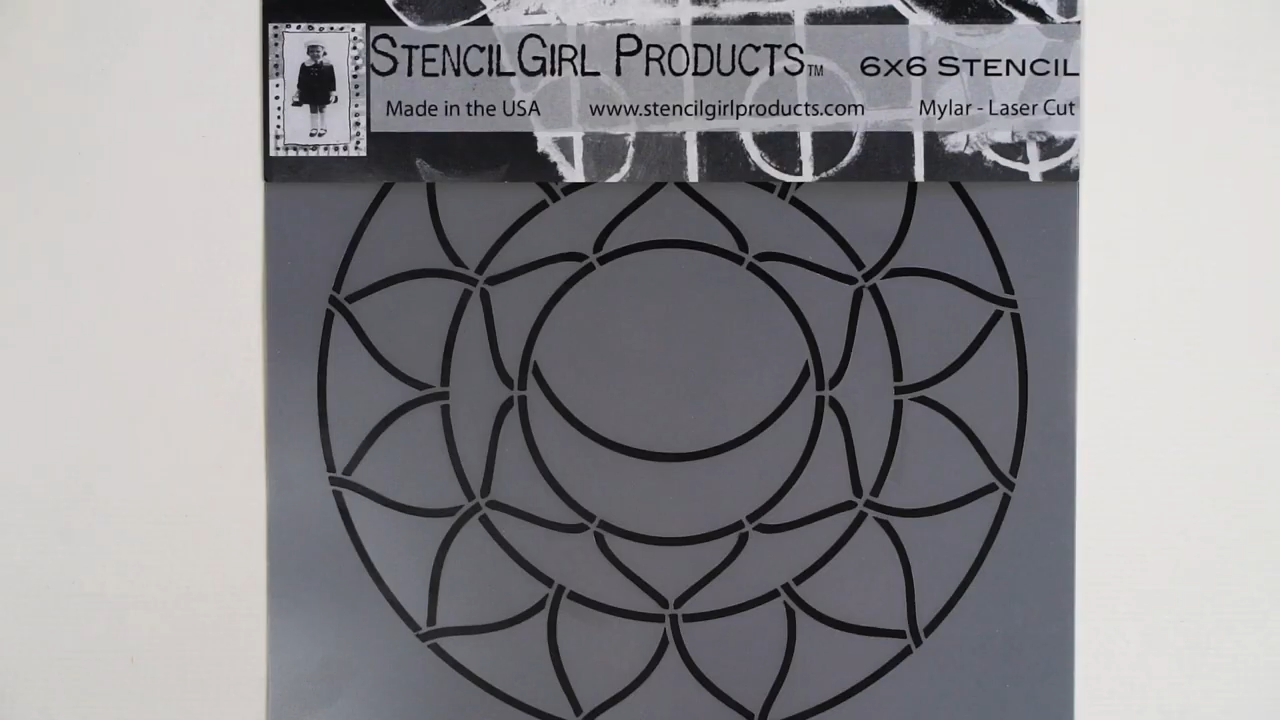 STENCILGIRL PRODUCTS™ 6X6 STENCIL
Made in the USA www.stencilgirlproducts.com Mylar - Laser Cut